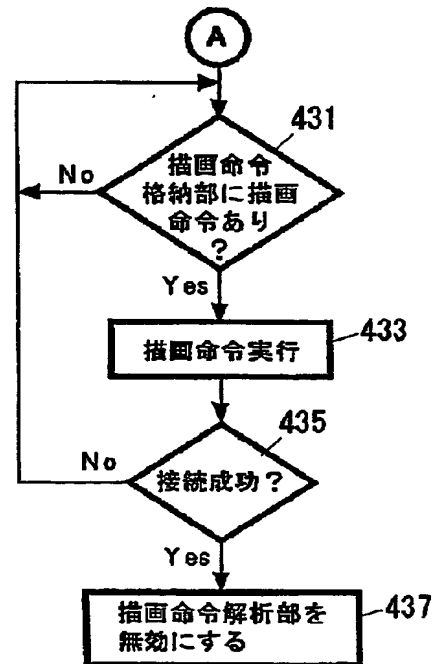 A
431
描画命令
格納部に描画
命令あり
?
No
Yes
描画命令実行
433
435
接続成功?
No
Yes
描画命令解析部を
無効にする
437